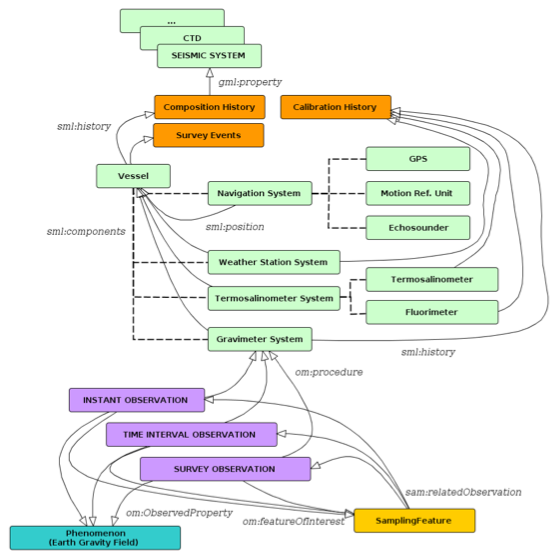 ...
CTD
SEISMIC SYSTEM
gml:property
Composition History
Calibration History
sml:history
Survey Events
GPS
Vessel
Navigation System
Motion Ref. Unit
sml:position
Echosounder
sml:components
Weather Station System
Termosalinometer
Termosalinometer System
Fluorimeter
Gravimeter System
sml:history
om:procedure
INSTANT OBSERVATION
TIME INTERVAL OBSERVATION
SURVEY OBSERVATION
sam:relatedObservation
om:ObservedProperty
om:featureOfInterest
SamplingFeature
Phenomenon
(Earth Gravity Field)